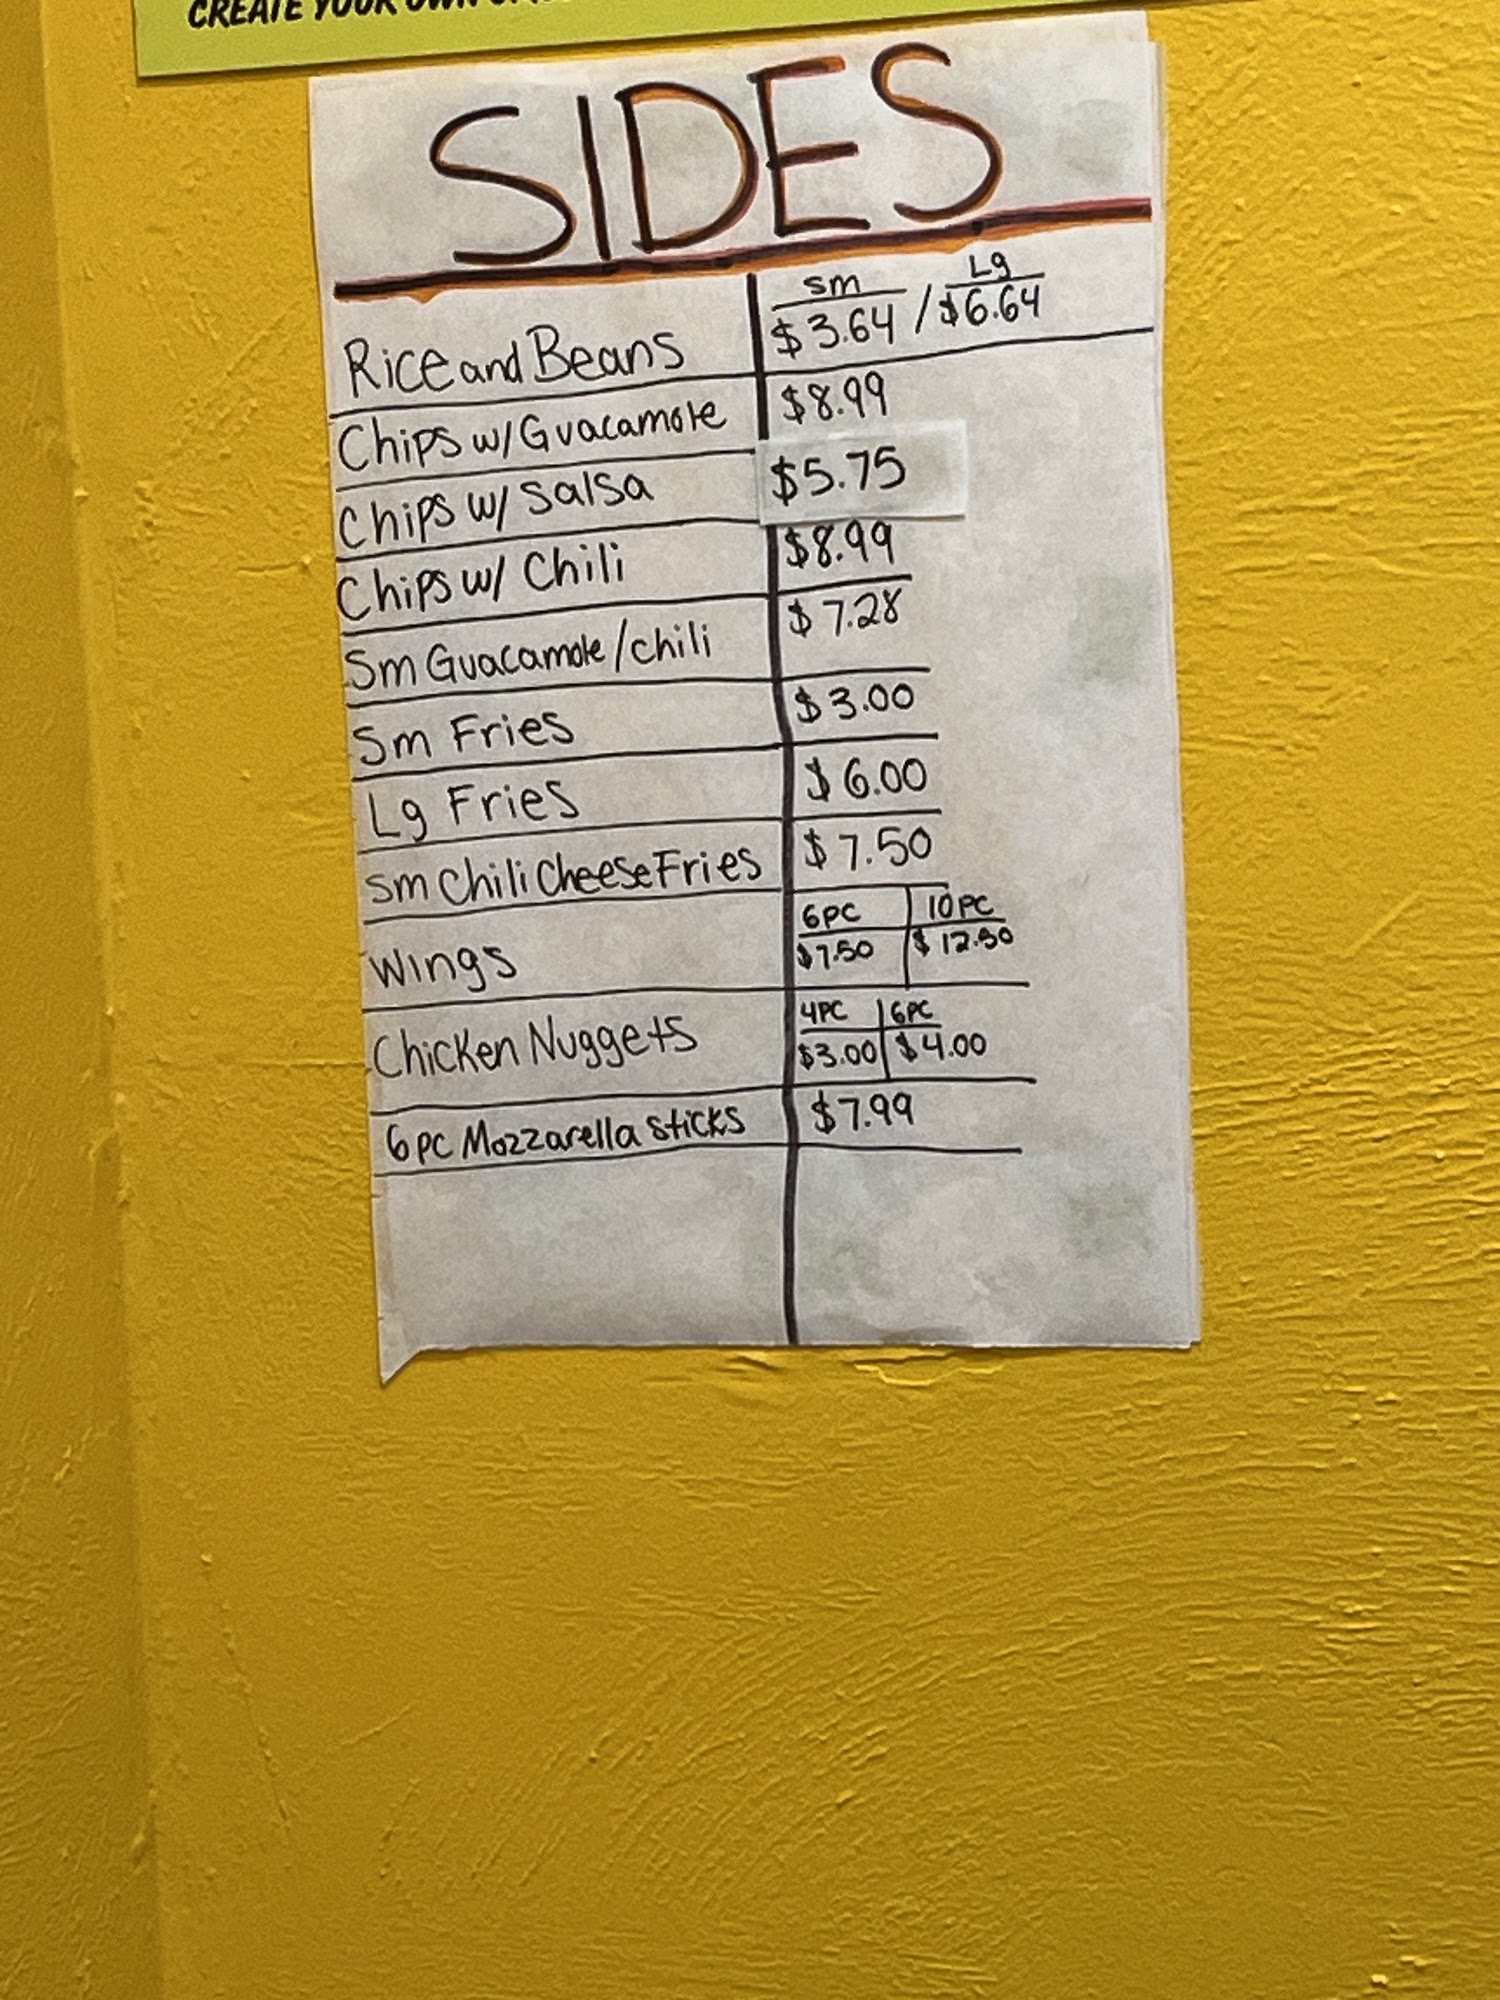 CREATE YOUR OWN
SIDES
sm Lg
Rice and Beans $3.64 / $6.64
Chips w/ Guacamole $8.99
Chips w/ Salsa $5.75
Chips w/ Chili $8.99
Sm Guacamole/chili $7.28
Sm Fries $3.00
Lg Fries $6.00
Sm Chili Cheese Fries $7.50
6PC 10PC
Wings $7.50 $12.50
4PC 6PC
Chicken Nuggets $3.00 $4.00
6pc Mozzarella sticks $7.99